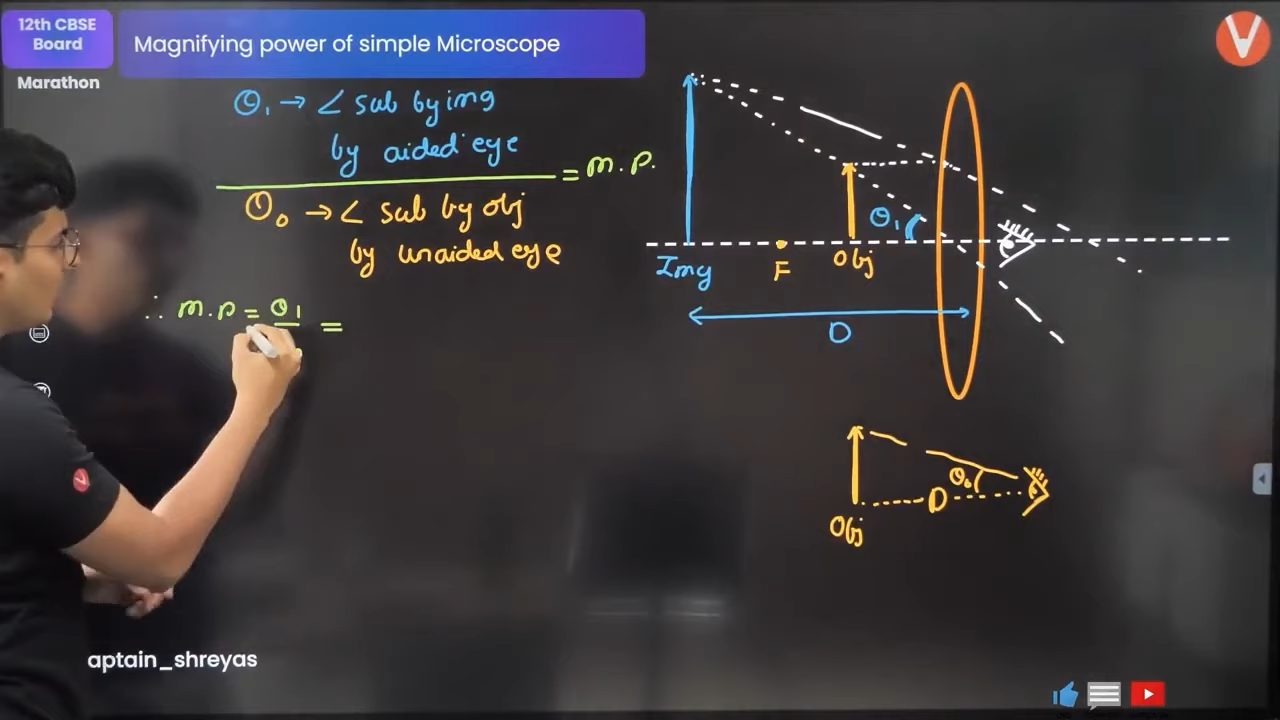 12th CBSE
Board
Marathon
Magnifying power of simple Microscope
θ₁ → ∠ sub by img
by aided eye
= m.p.
θ₀ → ∠ sub by obj
by unaided eye
∴ m.p = θ₁ =
θ₁
Img
F
Obj
D
θ₀
D
Obj
aptain_shreyas